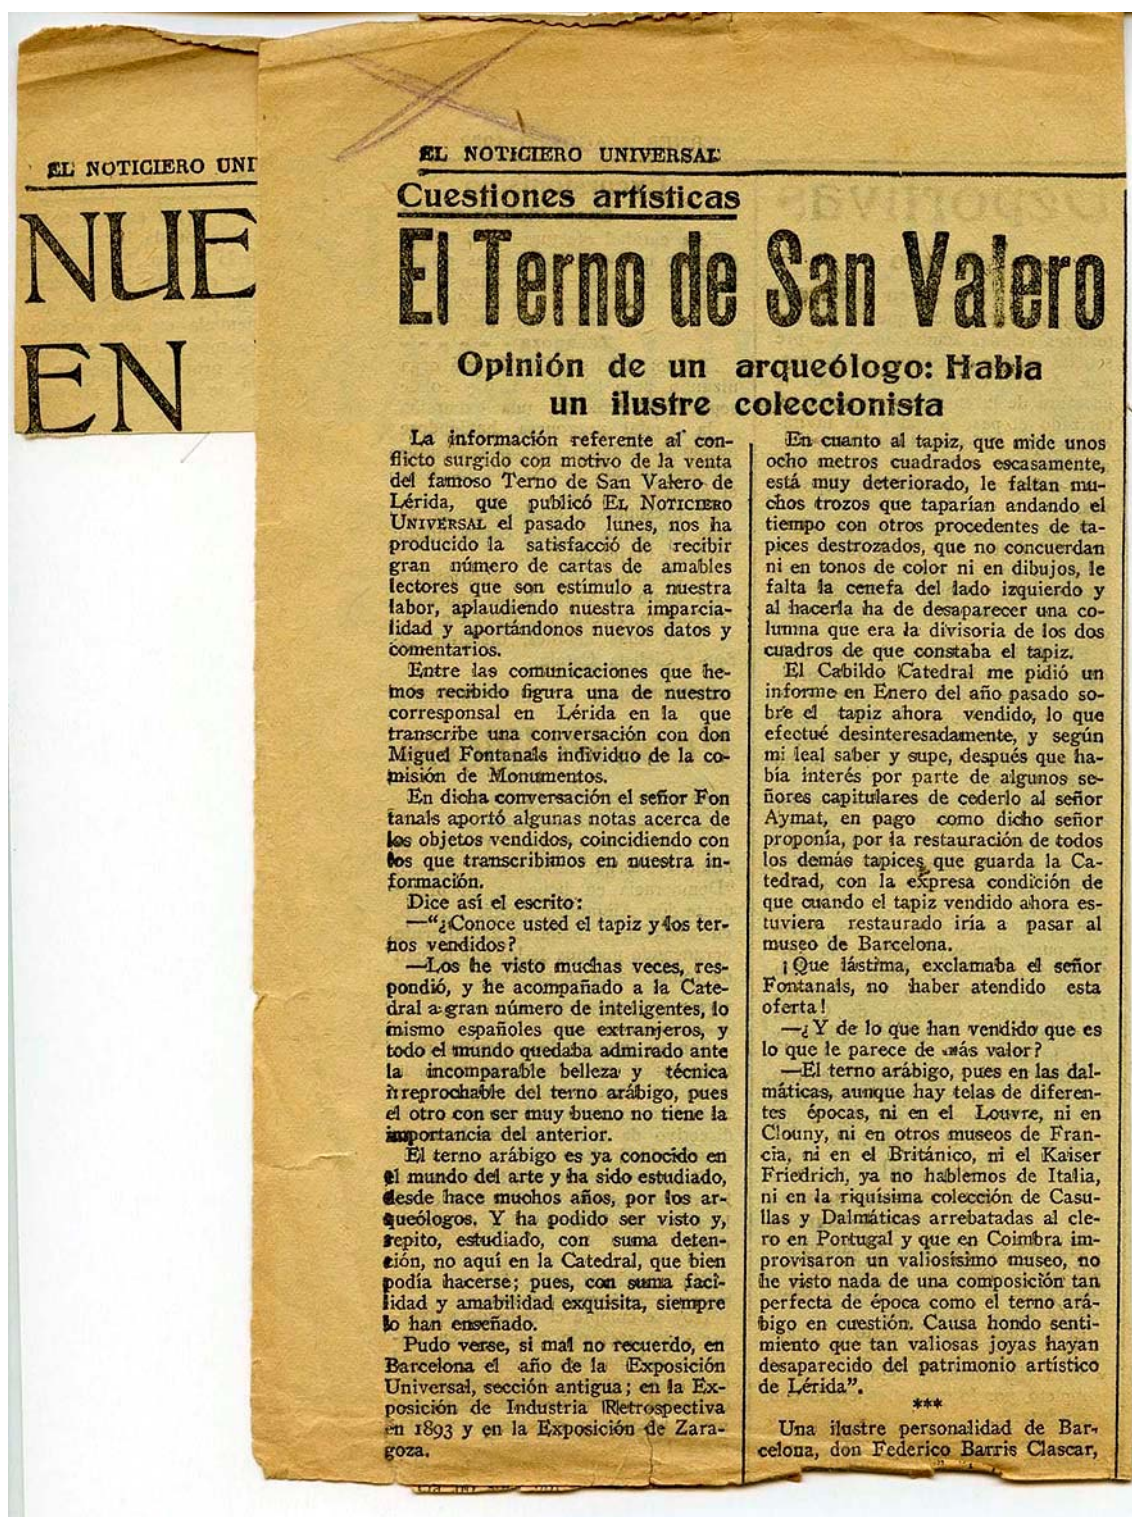 EL NOTICIERO UNI
NUE
EN
EL NOTICIERO UNIVERSAL
Cuestiones artísticas
El Terno de San Valero
Opinión de un arqueólogo: Habla
un ilustre coleccionista
La información referente al con-
flicto surgido con motivo de la venta
del famoso Terno de San Valero de
Lérida, que publicó EL NOTICIERO
UNIVERSAL el pasado lunes, nos ha
producido la satisfacció de recibir
gran número de cartas de amables
lectores que son estímulo a nuestra
labor, aplaudiendo nuestra imparcia-
lidad y aportándonos nuevos datos y
comentarios.
Entre las comunicaciones que he-
mos recibido figura una de nuestro
corresponsal en Lérida en la que
transcribe una conversación con don
Miguel Fontanals individuo de la co-
misión de Monumentos.
En dicha conversación el señor Fon
tanals aportó algunas notas acerca de
los objetos vendidos, coincidiendo con
los que transcribimos en nuestra in-
formación.
Dice así el escrito:
—“¿Conoce usted el tapiz y los ter-
nos vendidos?
—Los he visto muchas veces, res-
pondió, y he acompañado a la Cate-
dral a gran número de inteligentes, lo
mismo españoles que extranjeros, y
todo el mundo quedaba admirado ante
la incomparable belleza y técnica
irreprochable del terno arábigo, pues
el otro con ser muy bueno no tiene la
importancia del anterior.
El terno arábigo es ya conocido en
el mundo del arte y ha sido estudiado,
desde hace muchos años, por los ar-
queólogos. Y ha podido ser visto y,
repito, estudiado, con suma deten-
ción, no aquí en la Catedral, que bien
podía hacerse; pues, con suma faci-
lidad y amabilidad exquisita, siempre
lo han enseñado.
Pudo verse, si mal no recuerdo, en
Barcelona el año de la Exposición
Universal, sección antigua; en la Ex-
posición de Industria Retrospectiva
en 1893 y en la Exposición de Zara-
goza.
En cuanto al tapiz, que mide unos
ocho metros cuadrados escasamente,
está muy deteriorado, le faltan mu-
chos trozos que taparían andando el
tiempo con otros procedentes de ta-
pices destrozados, que no concuerdan
ni en tonos de color ni en dibujos, le
falta la cenefa del lado izquierdo y
al hacerla ha de desaparecer una co-
lumna que era la divisoria de los dos
cuadros de que constaba el tapiz.
El Cabildo Catedral me pidió un
informe en Enero del año pasado so-
bre el tapiz ahora vendido, lo que
efectué desinteresadamente, y según
mi leal saber y supe, después que ha-
bía interés por parte de algunos se-
ñores capitulares de cederlo al señor
Aymat, en pago como dicho señor
proponía, por la restauración de todos
los demás tapices que guarda la Ca-
tedrad, con la expresa condición de
que cuando el tapiz vendido ahora es-
tuviera restaurado iría a pasar al
museo de Barcelona.
¡Que lástima, exclamaba el señor
Fontanals, no haber atendido esta
oferta!
—¿Y de lo que han vendido que es
lo que le parece de más valor?
—El terno arábigo, pues en las dal-
máticas, aunque hay telas de diferen-
tes épocas, ni en el Louvre, ni en
Clouny, ni en otros museos de Fran-
cia, ni en el Británico, ni el Kaiser
Friedrich, ya no hablemos de Italia,
ni en la riquísima colección de Casu-
llas y Dalmáticas arrebatadas al cle-
ro en Portugal y que en Coimbra im-
provisaron un valiosísimo museo, no
he visto nada de una composición tan
perfecta de época como el terno ará-
bigo en cuestión. Causa hondo senti-
miento que tan valiosas joyas hayan
desaparecido del patrimonio artístico
de Lérida”.
***
Una ilustre personalidad de Bar-
celona, don Federico Barris Clascar,